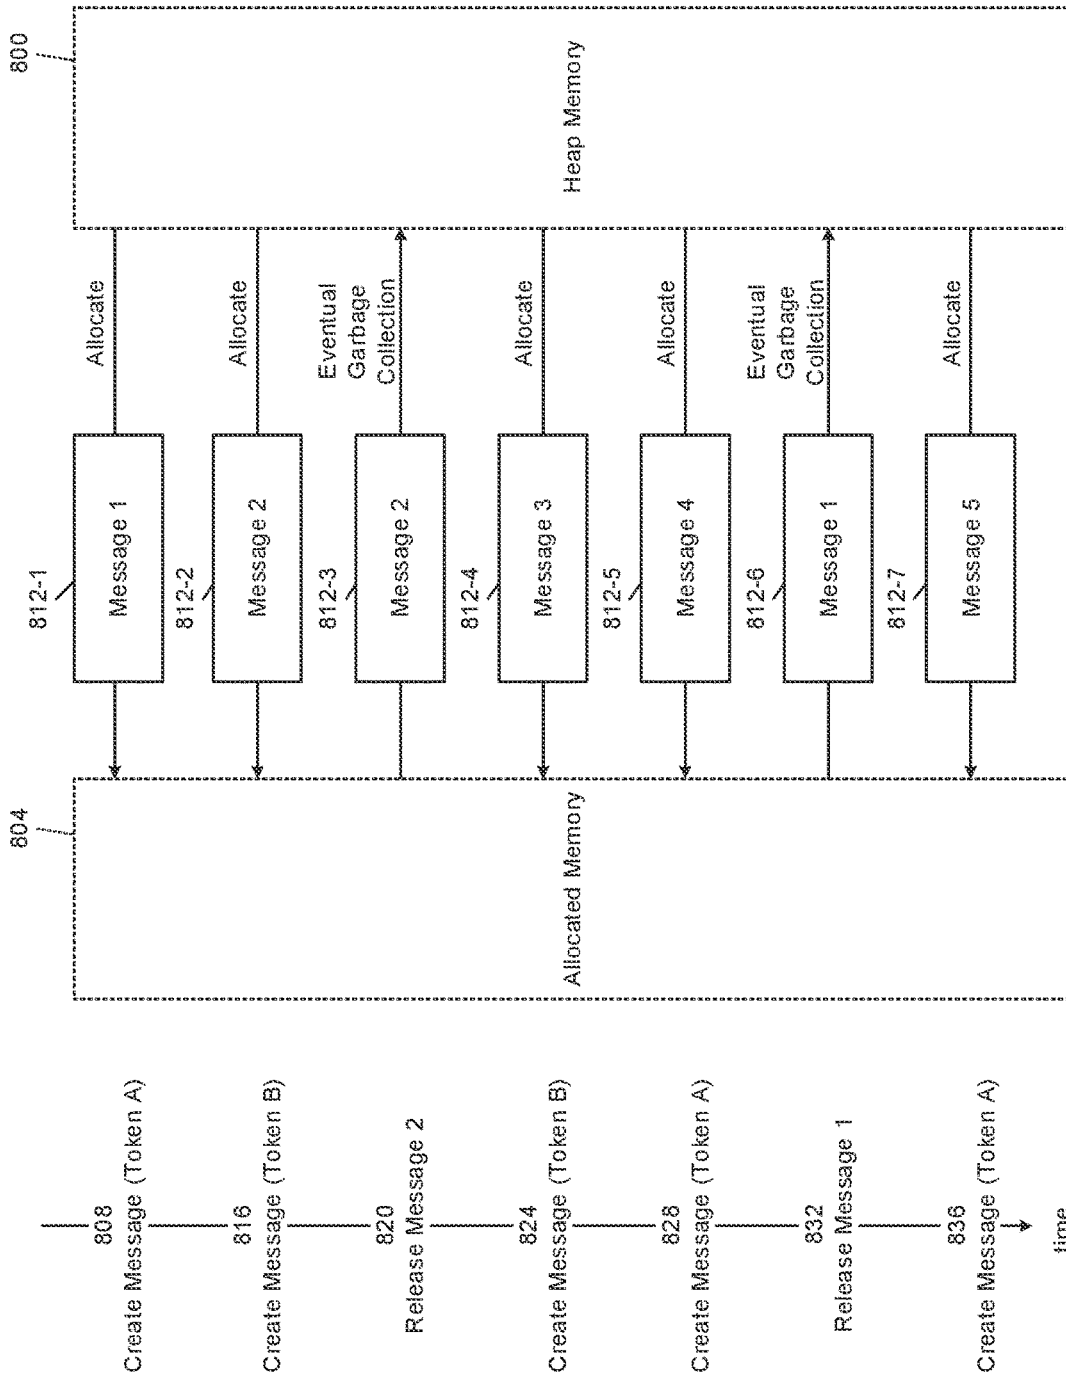 800
Heap Memory
804
Allocated Memory
808
Create Message (Token A)
812-1
Message 1
Allocate
816
Create Message (Token B)
812-2
Message 2
Allocate
820
Release Message 2
812-3
Message 2
Eventual
Garbage
Collection
824
Create Message (Token B)
812-4
Message 3
Allocate
828
Create Message (Token A)
812-5
Message 4
Allocate
832
Release Message 1
812-6
Message 1
Eventual
Garbage
Collection
836
Create Message (Token A)
812-7
Message 5
Allocate
time